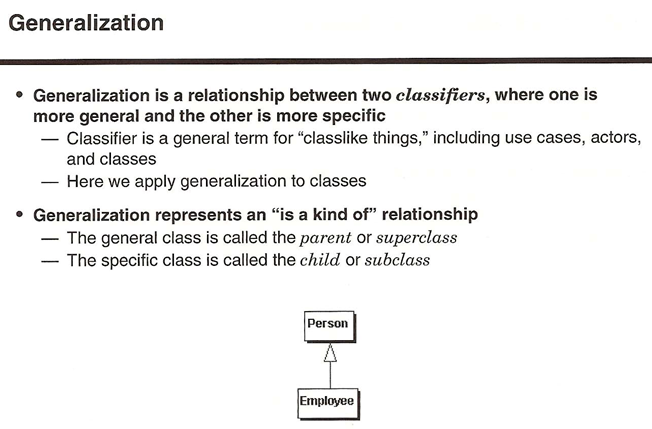 Generalization
• Generalization is a relationship between two classifiers, where one is
more general and the other is more specific
— Classifier is a general term for “classlike things,” including use cases, actors,
and classes
— Here we apply generalization to classes
• Generalization represents an “is a kind of” relationship
— The general class is called the parent or superclass
— The specific class is called the child or subclass
Person
Employee